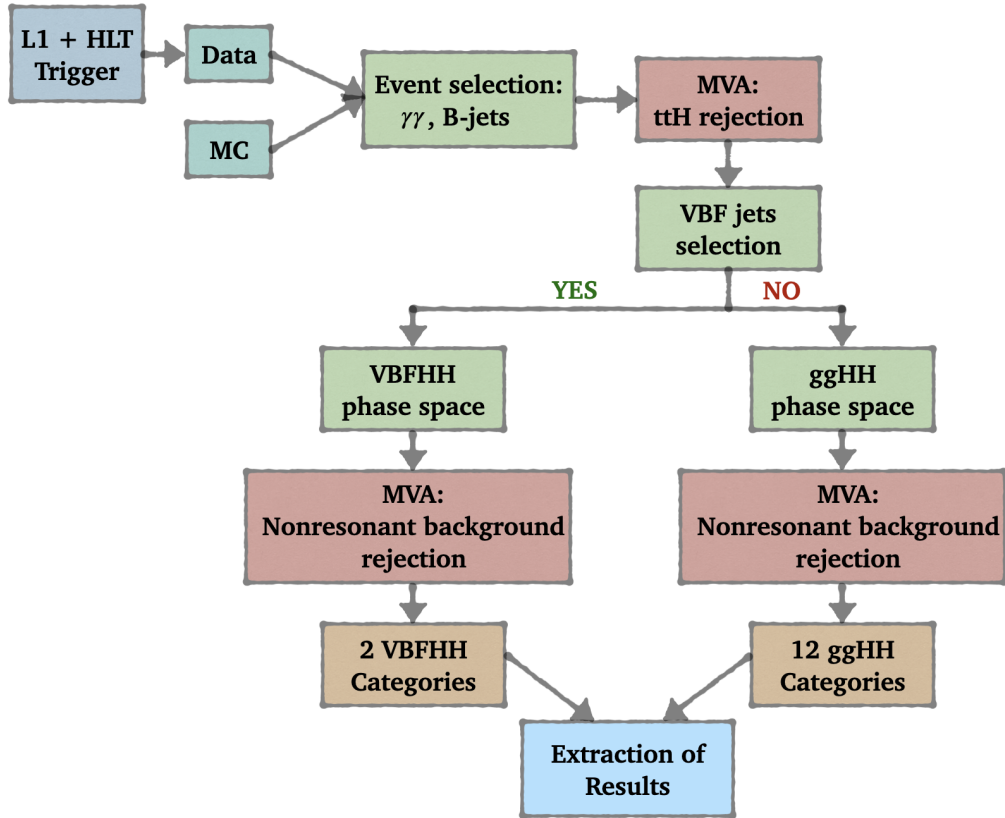 L1 + HLT
Trigger
Data
MC
Event selection:
γγ, B-jets
MVA:
ttH rejection
VBF jets
selection
YES
NO
VBFHH
phase space
ggHH
phase space
MVA:
Nonresonant background
rejection
MVA:
Nonresonant background
rejection
2 VBFHH
Categories
12 ggHH
Categories
Extraction of
Results